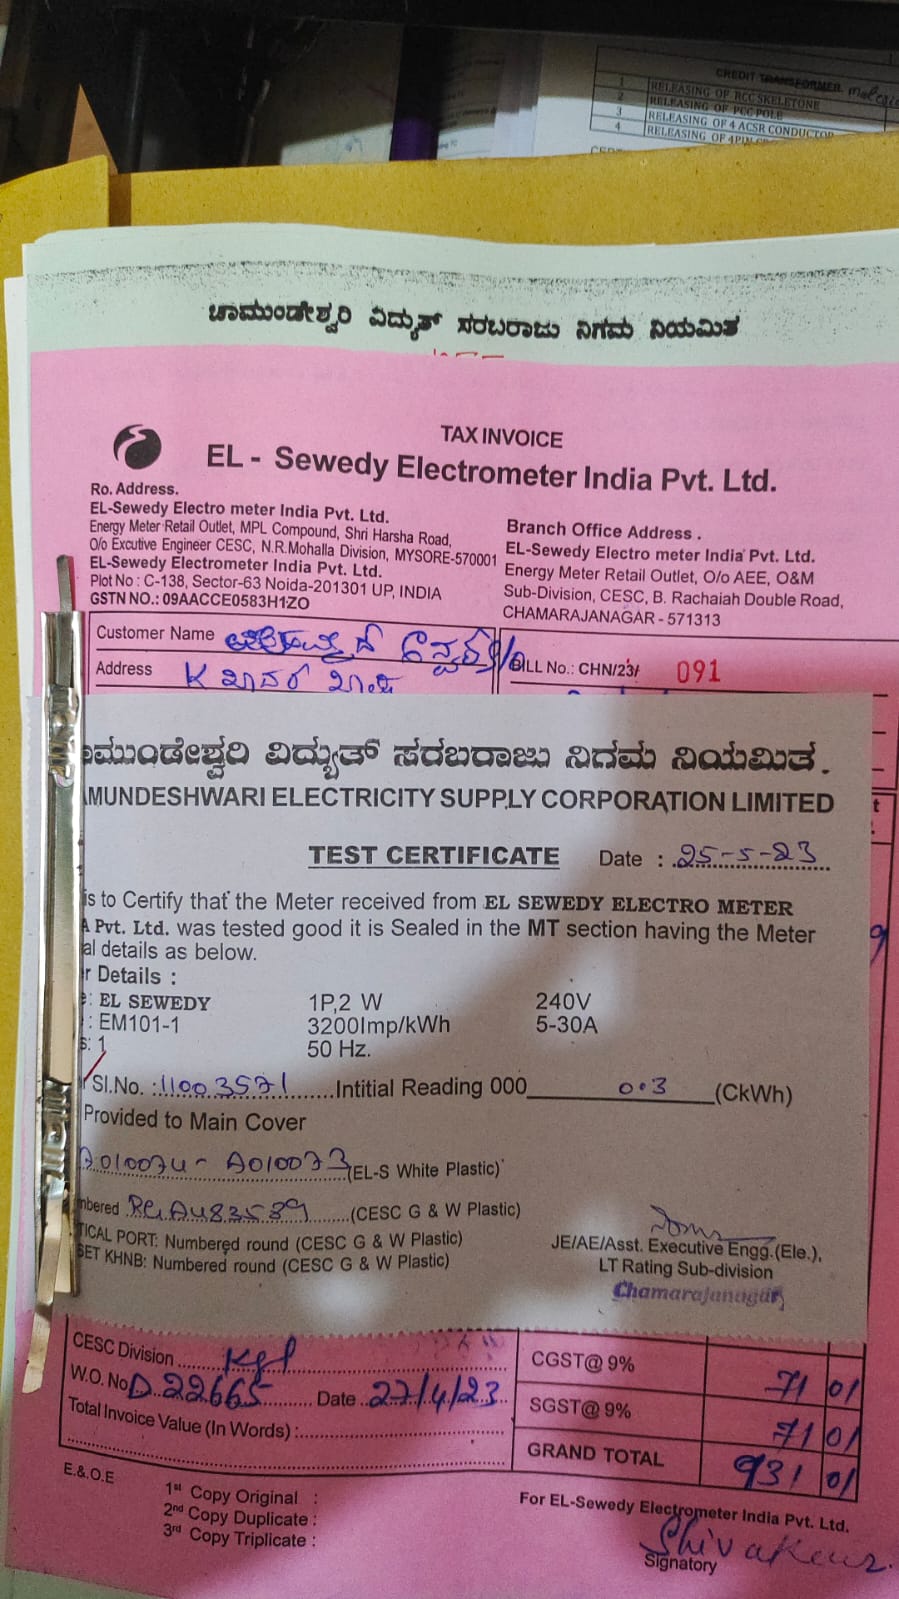 CREDIT TRANSFORMER
1 RELEASING OF RCC SKELETONE
2 RELEASING OF PCC POLE
3 RELEASING OF 4 ACSR CONDUCTOR
4 RELEASING OF 4PIN
ಚಾಮುಂಡೇಶ್ವರಿ ವಿದ್ಯುತ್ ಸರಬರಾಜು ನಿಗಮ ನಿಯಮಿತ
TAX INVOICE
EL - Sewedy Electrometer India Pvt. Ltd.
Ro. Address.
EL-Sewedy Electro meter India Pvt. Ltd.
Energy Meter Retail Outlet, MPL Compound, Shri Harsha Road,
O/o Excutive Engineer CESC, N.R.Mohalla Division, MYSORE-570001
EL-Sewedy Electrometer India Pvt. Ltd.
Plot No : C-138, Sector-63 Noida-201301 UP, INDIA
GSTN NO.: 09AACCE0583H1ZO
Branch Office Address .
EL-Sewedy Electro meter India Pvt. Ltd.
Energy Meter Retail Outlet, O/o AEE, O&M
Sub-Division, CESC, B. Rachaiah Double Road,
CHAMARAJANAGAR - 571313
Customer Name
Address
BILL No.: CHN/23/ 091
ಾಮುಂಡೇಶ್ವರಿ ವಿದ್ಯುತ್ ಸರಬರಾಜು ನಿಗಮ ನಿಯಮಿತ.
AMUNDESHWARI ELECTRICITY SUPPLY CORPORATION LIMITED
TEST CERTIFICATE Date : 25-5-23
is to Certify that the Meter received from EL SEWEDY ELECTRO METER
A Pvt. Ltd. was tested good it is Sealed in the MT section having the Meter
al details as below.
r Details :
: EL SEWEDY 1P,2 W 240V
: EM101-1 3200Imp/kWh 5-30A
s: 1 50 Hz.
Sl.No. : 11003571 Intitial Reading 000 0.3 (CkWh)
Provided to Main Cover
A010074 - A010073 (EL-S White Plastic)
mbered (CESC G & W Plastic)
TICAL PORT: Numbered round (CESC G & W Plastic)
SET KHNB: Numbered round (CESC G & W Plastic)
JE/AE/Asst. Executive Engg.(Ele.),
LT Rating Sub-division
Chamarajanagar
CESC Division
W.O. No D 22665 Date 27/4/23
Total Invoice Value (In Words) :
CGST@ 9% 71 01
SGST@ 9% 71 01
GRAND TOTAL 931 01
E.&.O.E
1st Copy Original :
2nd Copy Duplicate :
3rd Copy Triplicate :
For EL-Sewedy Electrometer India Pvt. Ltd.
Signatory